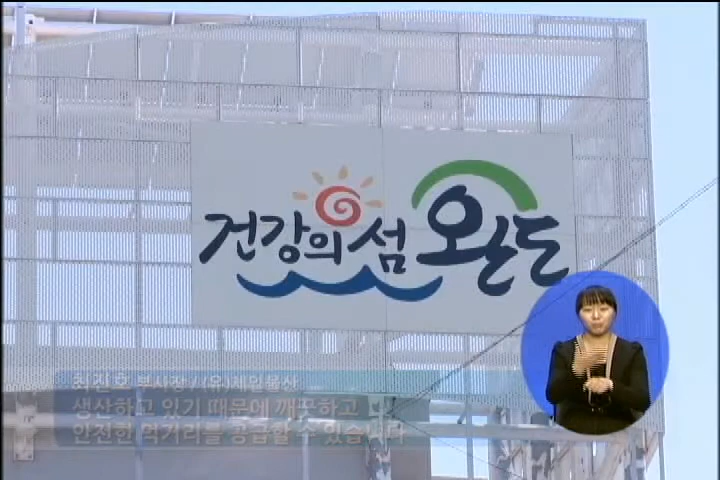 건강의 섬 완도
최진호 부사장 / (유)제일물산
생산하고 있기 때문에 깨끗하고
안전한 먹거리를 공급할 수 있습니다